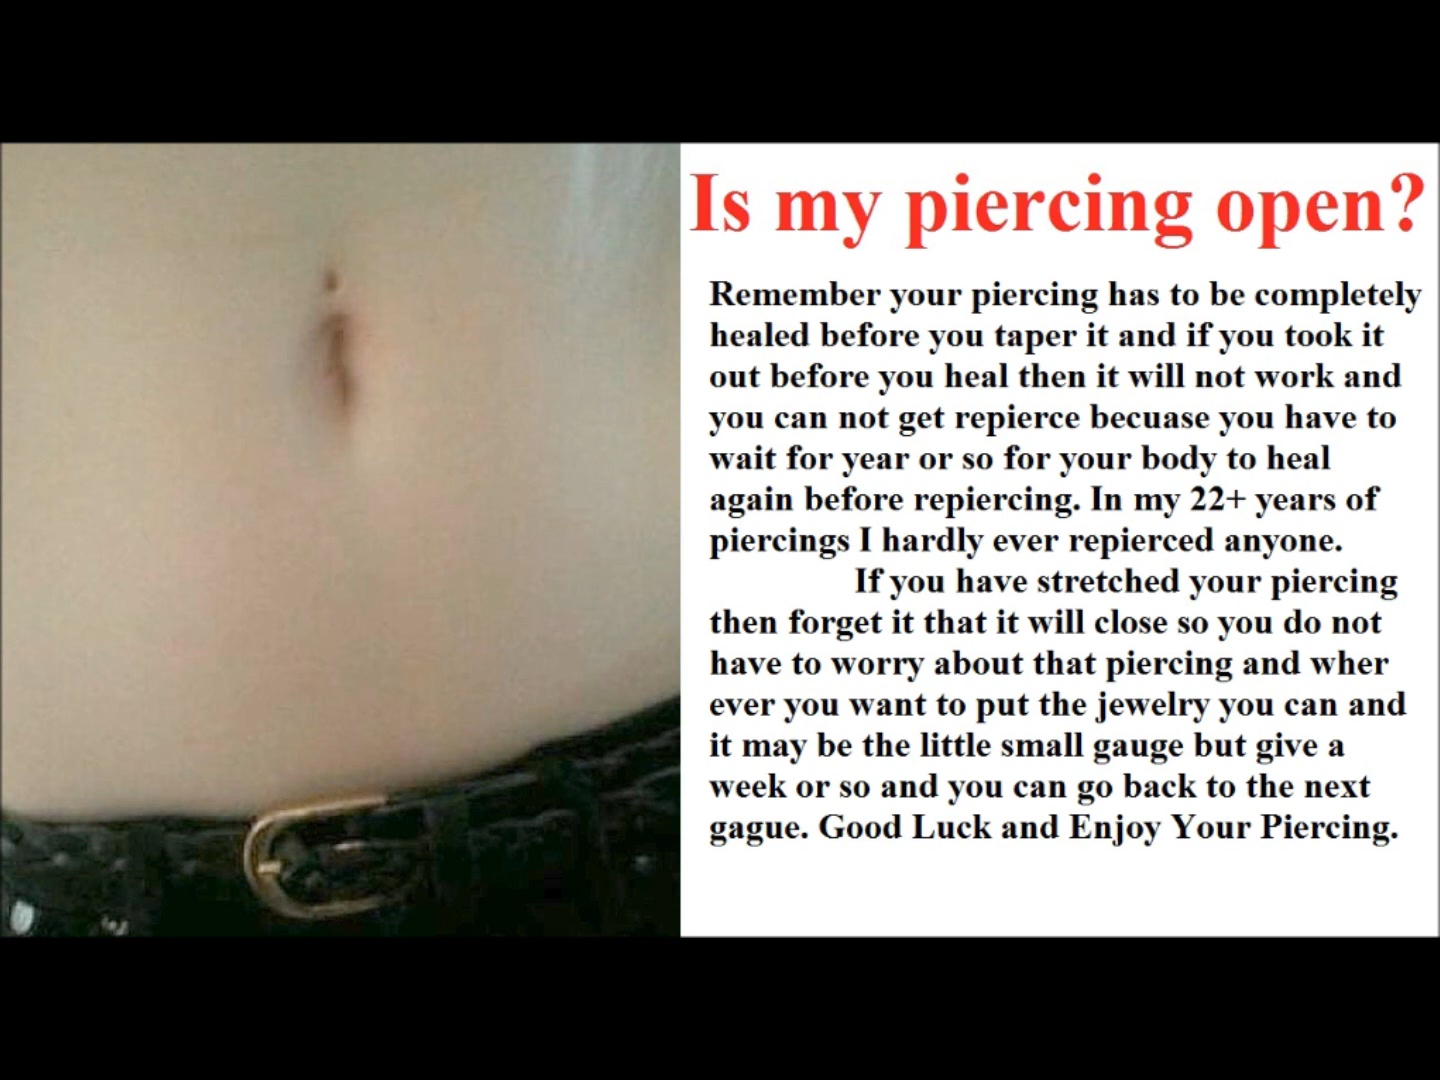 Is my piercing open?
Remember your piercing has to be completely
healed before you taper it and if you took it
out before you heal then it will not work and
you can not get repierce becuase you have to
wait for year or so for your body to heal
again before repiercing. In my 22+ years of
piercings I hardly ever repierced anyone.
If you have stretched your piercing
then forget it that it will close so you do not
have to worry about that piercing and wher
ever you want to put the jewelry you can and
it may be the little small gauge but give a
week or so and you can go back to the next
gague. Good Luck and Enjoy Your Piercing.